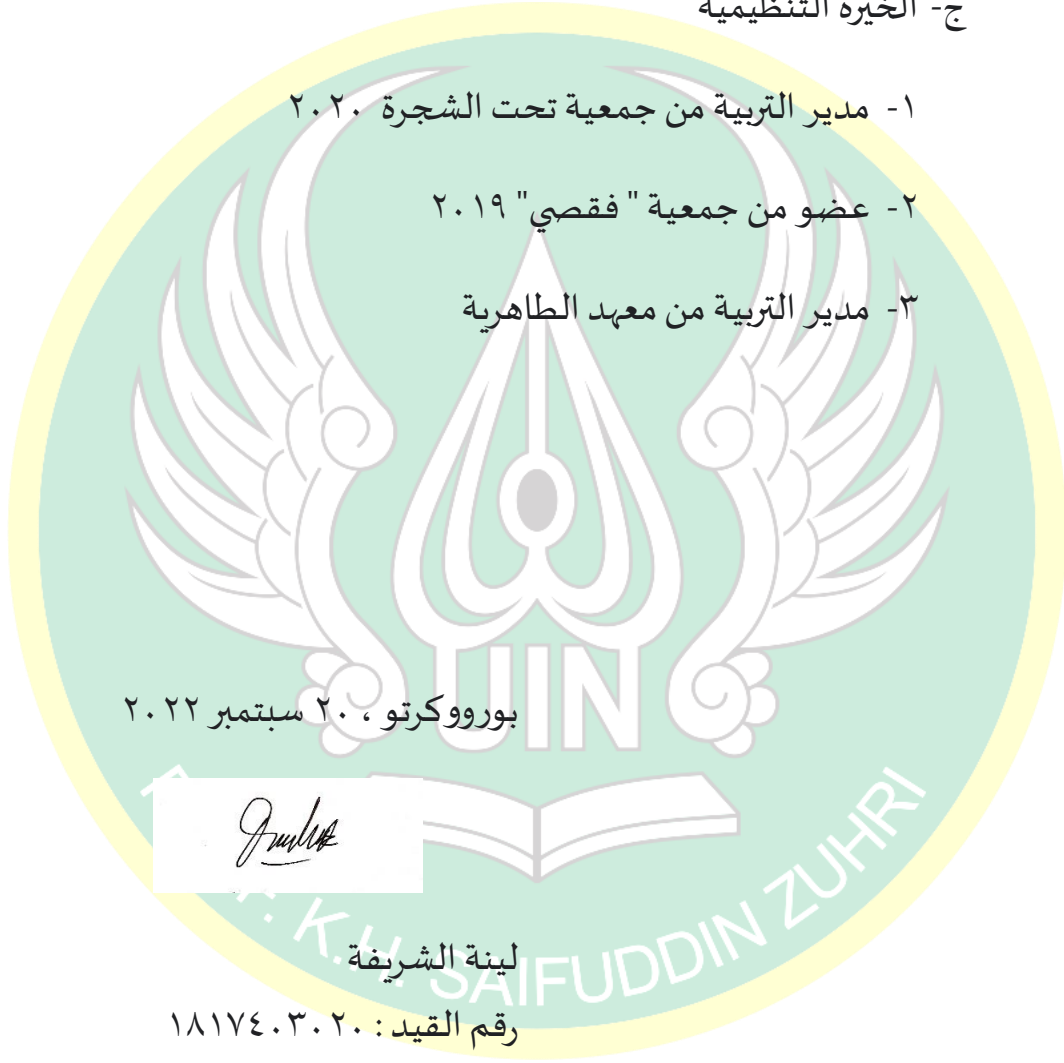 ج- الخيرة التنظيمية
١- مدير التربية من جمعية تحت الشجرة ٢٠٢٠
٢- عضو من جمعية " فقصي" ٢٠١٩
٣- مدير التربية من معهد الطاهرية
UIN
بورووكرتو ، ٢٠ سبتمبر ٢٠٢٢
K.H. SAIFUDDIN ZUHRI
لينة الشريفة
رقم القيد : ١٨١٧٤٠٣٠٢٠